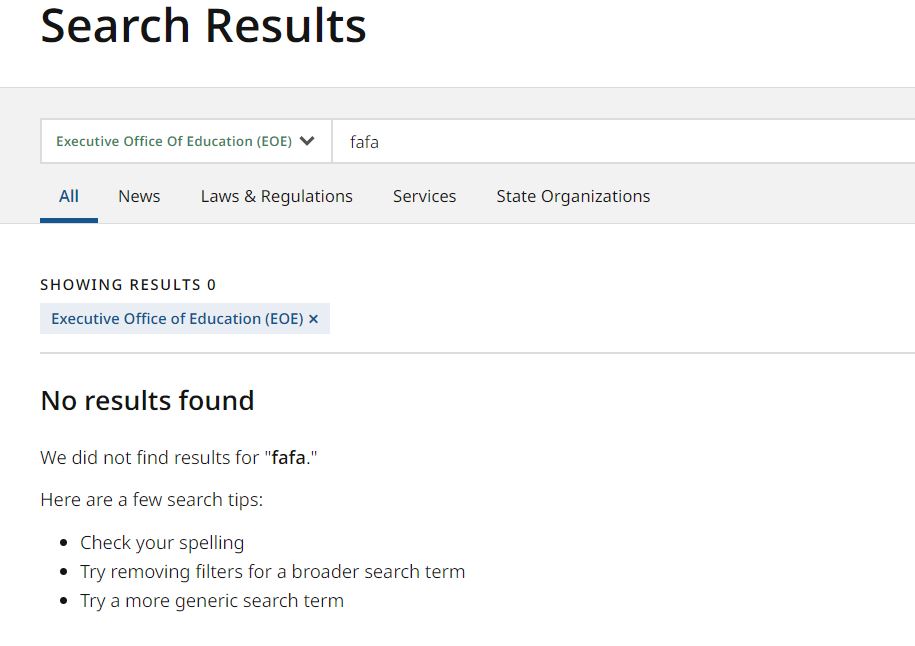 Search Results
Executive Office Of Education (EOE)
fafa
All
News
Laws & Regulations
Services
State Organizations
SHOWING RESULTS 0
Executive Office of Education (EOE) ×
No results found
We did not find results for "fafa."
Here are a few search tips:
• Check your spelling
• Try removing filters for a broader search term
• Try a more generic search term